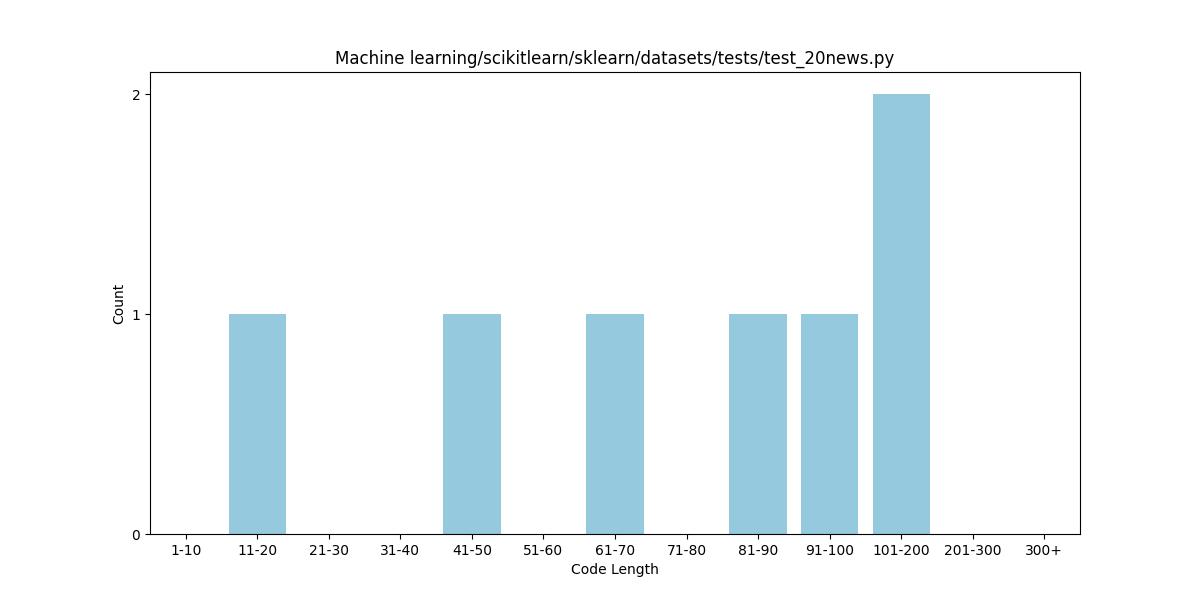 Machine learning/scikitlearn/sklearn/datasets/tests/test_20news.py
2
1
0
Count
1-10 11-20 21-30 31-40 41-50 51-60 61-70 71-80 81-90 91-100 101-200 201-300 300+
Code Length